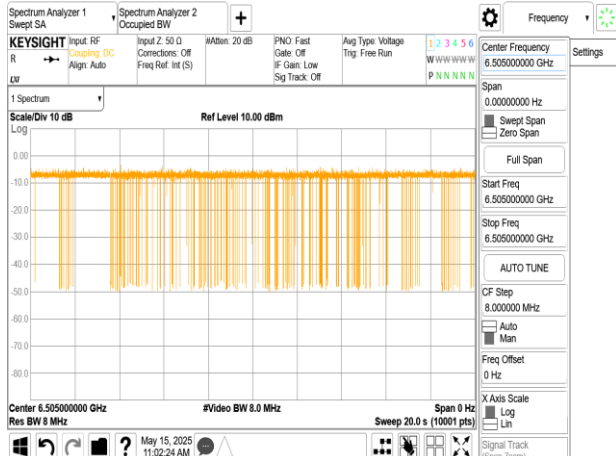 Spectrum Analyzer 1
Swept SA
Spectrum Analyzer 2
Occupied BW
+
Frequency
Settings
KEYSIGHT
R
LXI
Input: RF
Coupling: DC
Align: Auto
Input Z: 50 Ω
Corrections: Off
Freq Ref: Int (S)
#Atten: 20 dB
PNO: Fast
Gate: Off
IF Gain: Low
Sig Track: Off
Avg Type: Voltage
Trig: Free Run
1 2 3 4 5 6
W W W W W W
P N N N N N
1 Spectrum
Scale/Div 10 dB
Ref Level 10.00 dBm
Log
0.00
-10.0
-20.0
-30.0
-40.0
-50.0
-60.0
-70.0
-80.0
Center 6.505000000 GHz
#Video BW 8.0 MHz
Span 0 Hz
Res BW 8 MHz
Sweep 20.0 s (10001 pts)
?
May 15, 2025
11:02:24 AM
Center Frequency
6.505000000 GHz
Span
0.00000000 Hz
Swept Span
Zero Span
Full Span
Start Freq
6.505000000 GHz
Stop Freq
6.505000000 GHz
AUTO TUNE
CF Step
8.000000 MHz
Auto
Man
Freq Offset
0 Hz
X Axis Scale
Log
Lin
Signal Track
(Span Zoom)